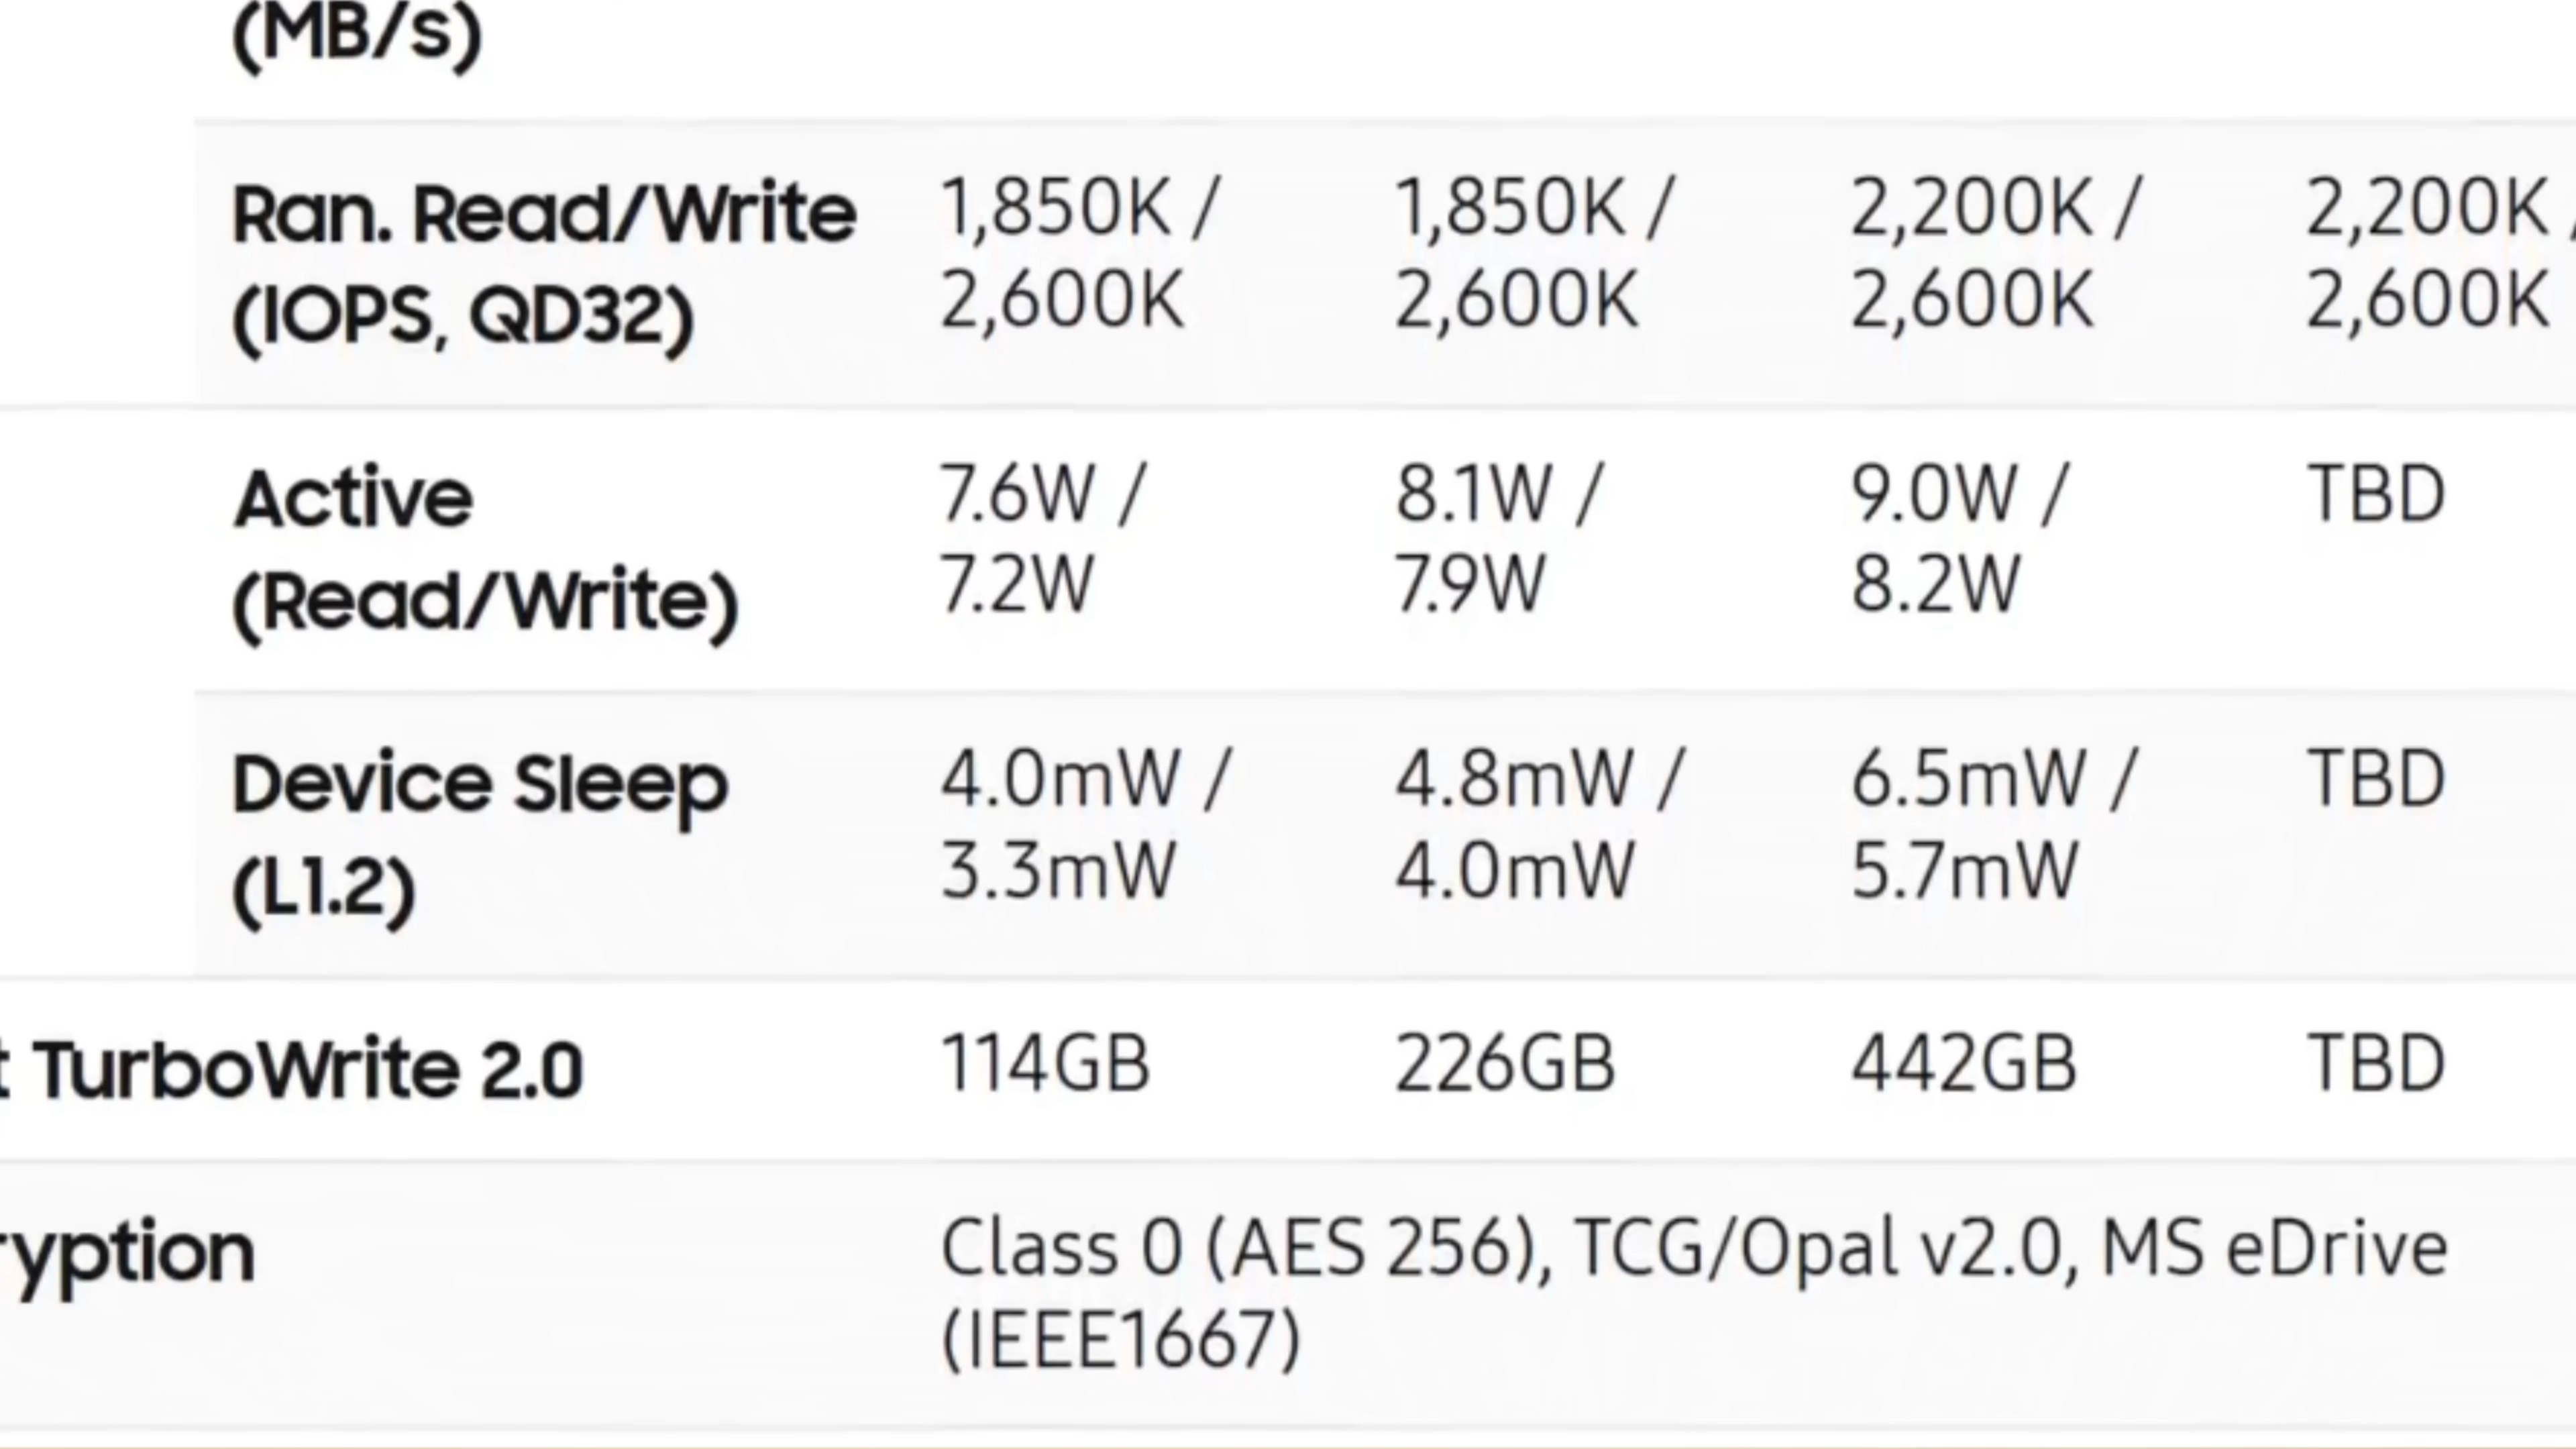 (MB/s)
Ran. Read/Write 1,850K / 1,850K / 2,200K / 2,200K /
(IOPS, QD32) 2,600K 2,600K 2,600K 2,600K
Active 7.6W / 8.1W / 9.0W / TBD
(Read/Write) 7.2W 7.9W 8.2W
Device Sleep 4.0mW / 4.8mW / 6.5mW / TBD
(L1.2) 3.3mW 4.0mW 5.7mW
TurboWrite 2.0 114GB 226GB 442GB TBD
ryption Class 0 (AES 256), TCG/Opal v2.0, MS eDrive
(IEEE1667)